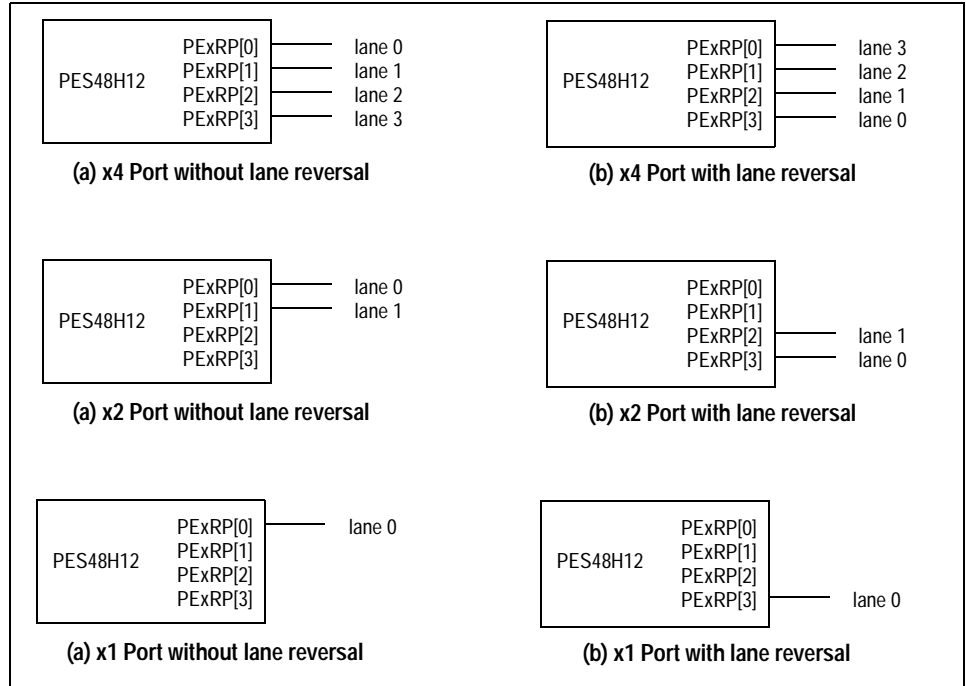 PES48H12
PExRP[0] lane 0
PExRP[1] lane 1
PExRP[2] lane 2
PExRP[3] lane 3
(a) x4 Port without lane reversal
PES48H12
PExRP[0] lane 3
PExRP[1] lane 2
PExRP[2] lane 1
PExRP[3] lane 0
(b) x4 Port with lane reversal
PES48H12
PExRP[0] lane 0
PExRP[1] lane 1
PExRP[2]
PExRP[3]
(a) x2 Port without lane reversal
PES48H12
PExRP[0]
PExRP[1]
PExRP[2] lane 1
PExRP[3] lane 0
(b) x2 Port with lane reversal
PES48H12
PExRP[0] lane 0
PExRP[1]
PExRP[2]
PExRP[3]
(a) x1 Port without lane reversal
PES48H12
PExRP[0]
PExRP[1]
PExRP[2]
PExRP[3] lane 0
(b) x1 Port with lane reversal